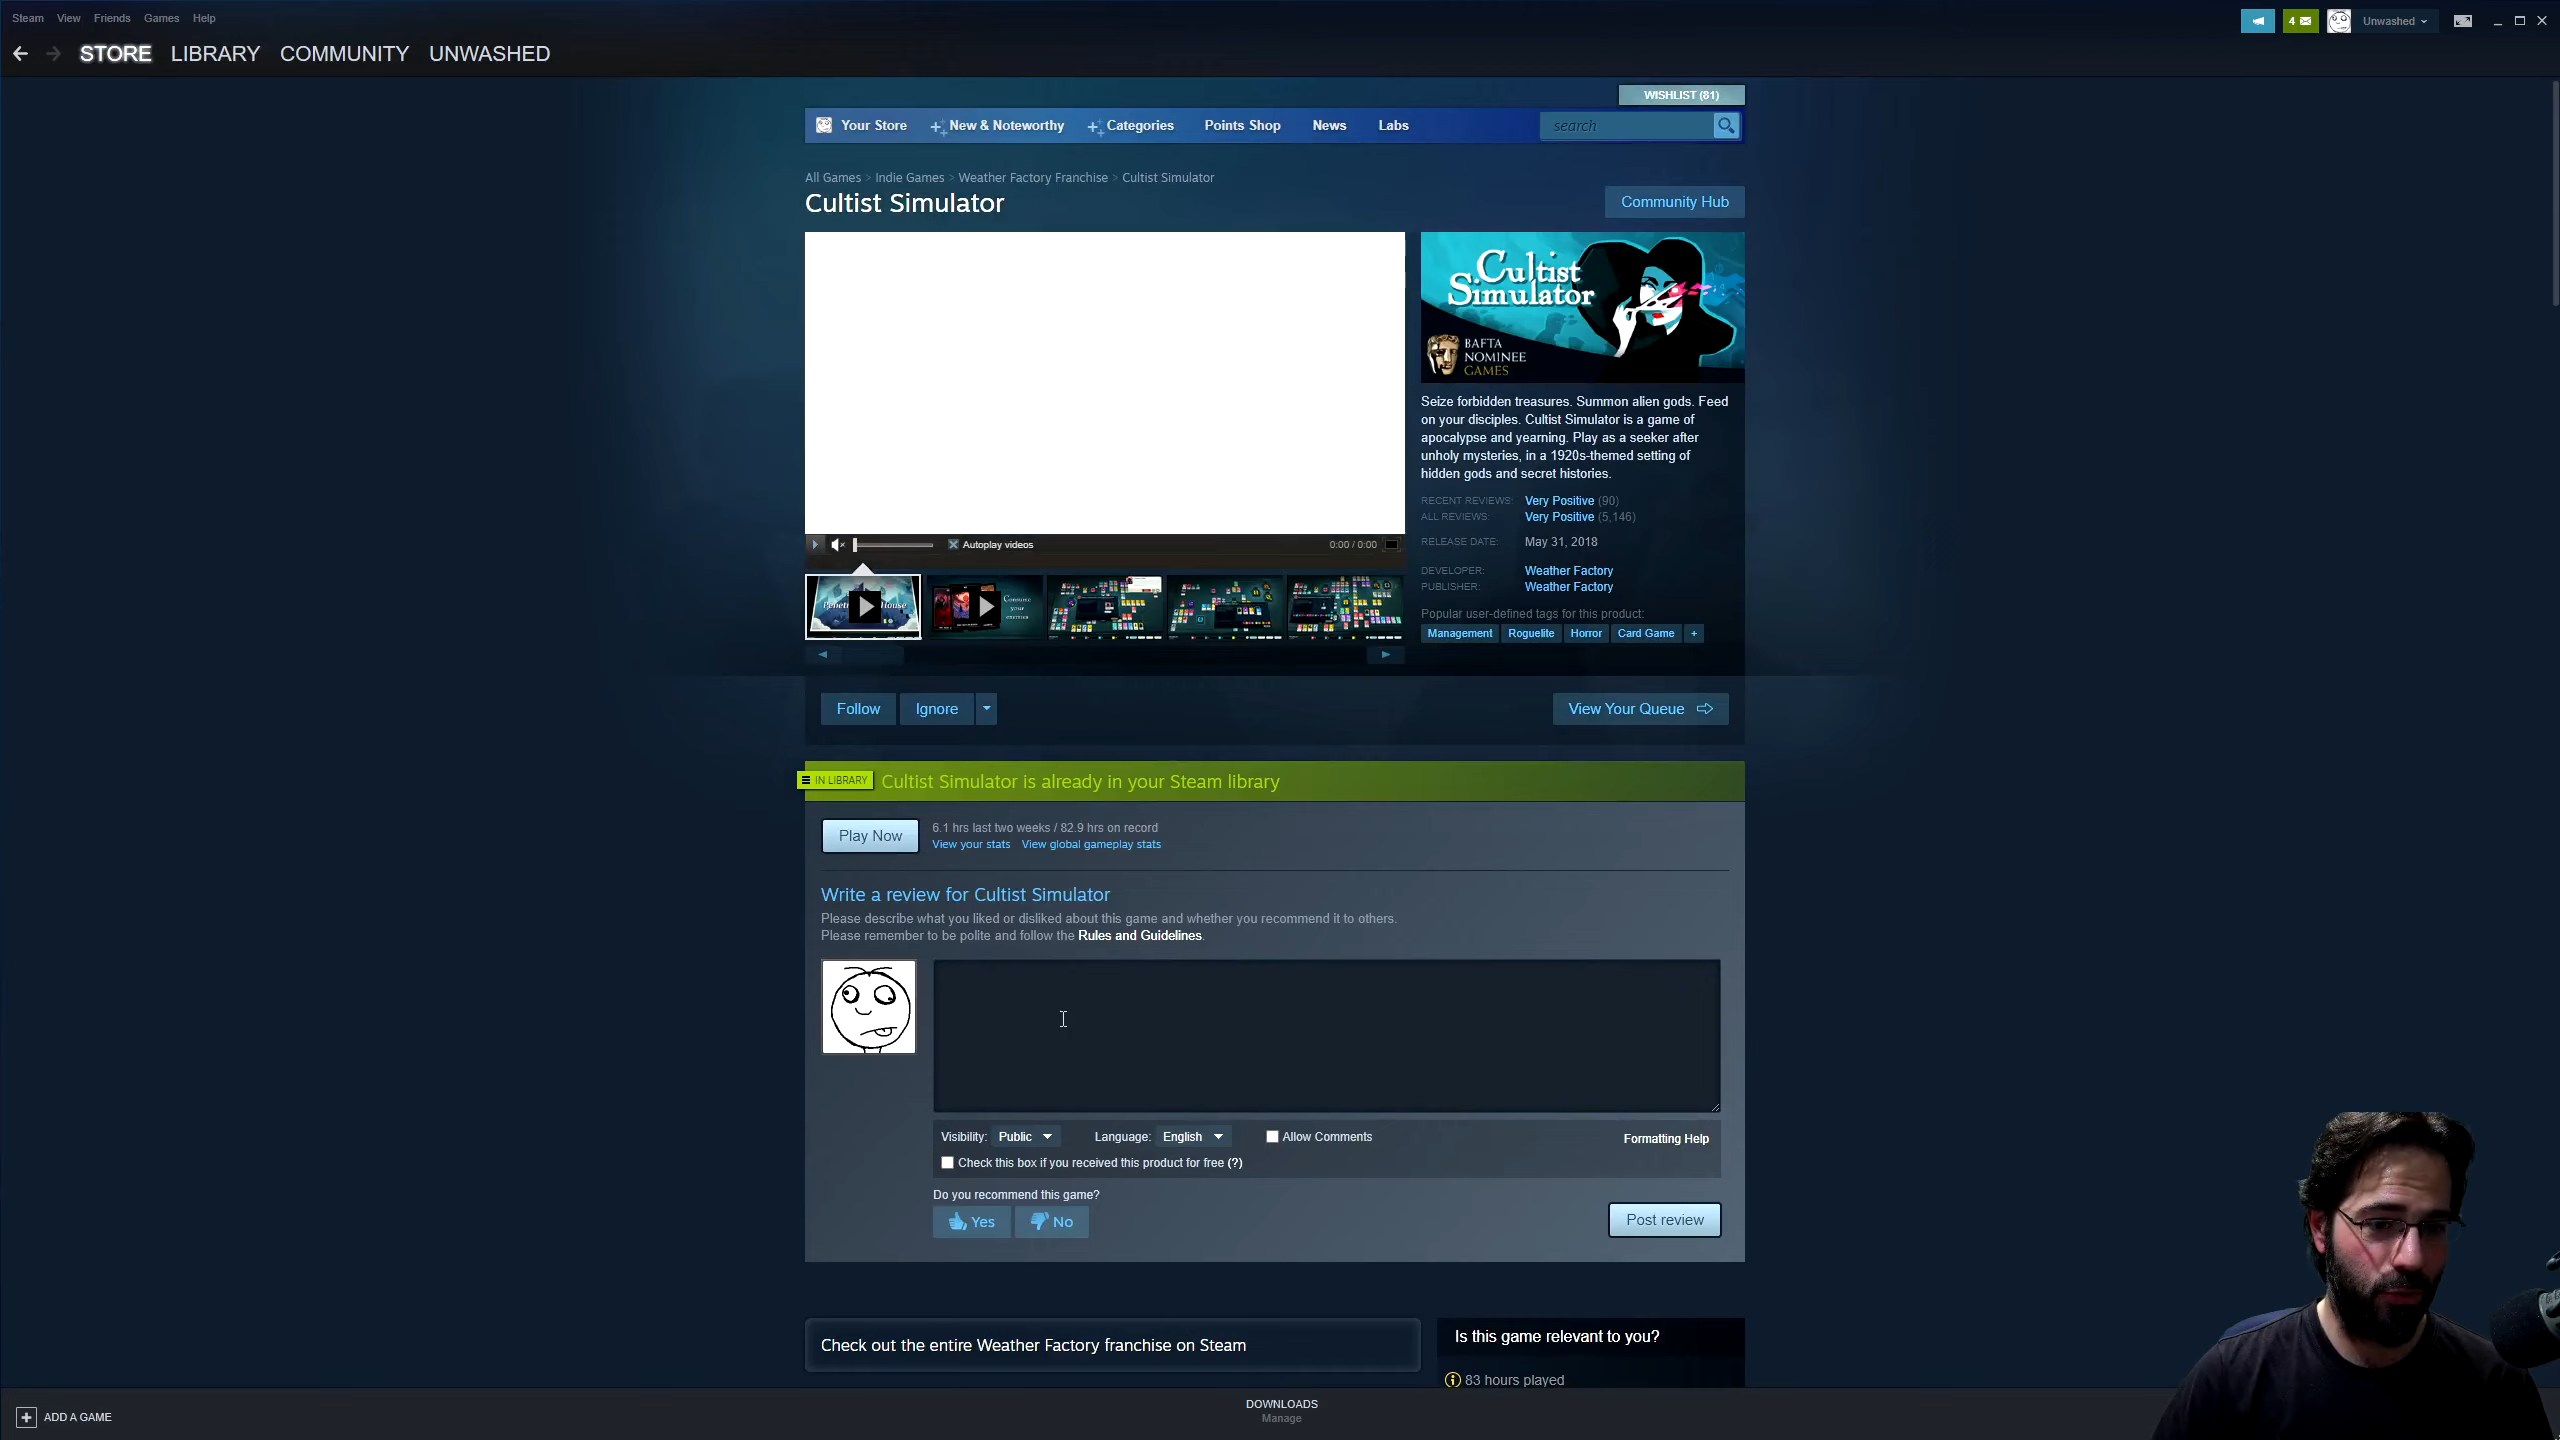 Steam View Friends Games Help
4 Unwashed
STORE LIBRARY COMMUNITY UNWASHED
WISHLIST (81)
Your Store New & Noteworthy Categories Points Shop News Labs search
All Games > Indie Games > Weather Factory Franchise > Cultist Simulator
Cultist Simulator
Community Hub
Cultist
Simulator
BAFTA
NOMINEE
GAMES
Seize forbidden treasures. Summon alien gods. Feed
on your disciples. Cultist Simulator is a game of
apocalypse and yearning. Play as a seeker after
unholy mysteries, in a 1920s-themed setting of
hidden gods and secret histories.
RECENT REVIEWS: Very Positive (90)
ALL REVIEWS: Very Positive (5,146)
RELEASE DATE: May 31, 2018
DEVELOPER: Weather Factory
PUBLISHER: Weather Factory
Popular user-defined tags for this product:
Management Roguelite Horror Card Game +
Autoplay videos 0:00 / 0:00
House
your
enemies
Follow Ignore View Your Queue
IN LIBRARY Cultist Simulator is already in your Steam library
Play Now
6.1 hrs last two weeks / 82.9 hrs on record
View your stats View global gameplay stats
Write a review for Cultist Simulator
Please describe what you liked or disliked about this game and whether you recommend it to others.
Please remember to be polite and follow the Rules and Guidelines.
Visibility: Public Language: English Allow Comments Formatting Help
Check this box if you received this product for free (?)
Do you recommend this game?
Yes No Post review
Check out the entire Weather Factory franchise on Steam
Is this game relevant to you?
83 hours played
+ ADD A GAME
DOWNLOADS
Manage